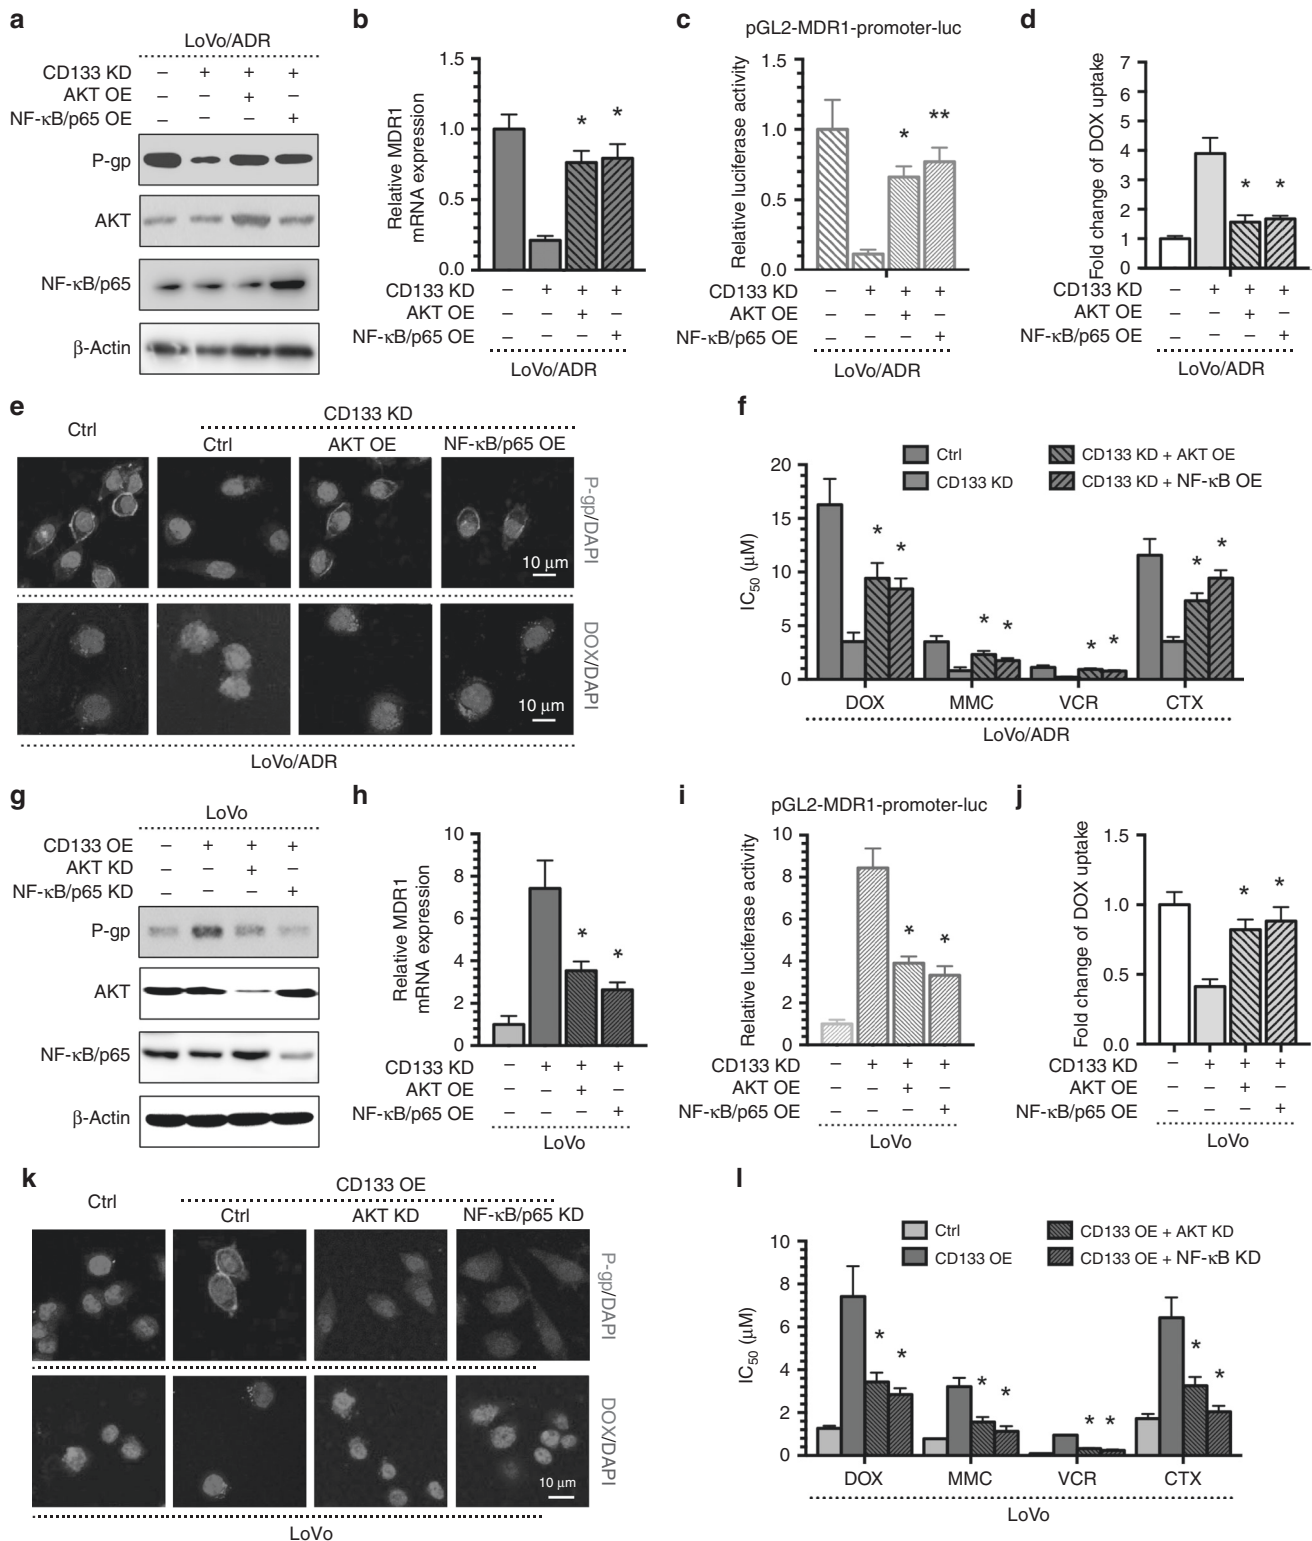 a
LoVo/ADR
CD133 KD – + + +
AKT OE – – + –
NF-κB/p65 OE – – – +
P-gp
AKT
NF-κB/p65
β-Actin
b
Relative MDR1
mRNA expression
1.5
1.0
0.5
0.0
* *
CD133 KD – + + +
AKT OE – – + –
NF-κB/p65 OE – – – +
LoVo/ADR
c
pGL2-MDR1-promoter-luc
Relative luciferase activity
1.5
1.0
0.5
0.0
* **
CD133 KD – + + +
AKT OE – – + –
NF-κB/p65 OE – – – +
LoVo/ADR
d
Fold change of DOX uptake
7
6
5
4
3
2
1
0
* *
CD133 KD – + + +
AKT OE – – + –
NF-κB/p65 OE – – – +
LoVo/ADR
e
CD133 KD
Ctrl
Ctrl AKT OE NF-κB/p65 OE
P-gp/DAPI
10 μm
DOX/DAPI
10 μm
LoVo/ADR
f
Ctrl
CD133 KD
CD133 KD + AKT OE
CD133 KD + NF-κB OE
IC50 (μM)
20
15
10
5
0
* * * * * * * *
DOX MMC VCR CTX
LoVo/ADR
g
LoVo
CD133 OE – + + +
AKT KD – – + –
NF-κB/p65 KD – – – +
P-gp
AKT
NF-κB/p65
β-Actin
h
Relative MDR1
mRNA expression
10
8
6
4
2
0
* *
CD133 KD – + + +
AKT OE – – + –
NF-κB/p65 OE – – – +
LoVo
i
pGL2-MDR1-promoter-luc
Relative luciferase activity
10
8
6
4
2
0
* *
CD133 KD – + + +
AKT OE – – + –
NF-κB/p65 OE – – – +
LoVo
j
Fold change of DOX uptake
1.5
1.0
0.5
0.0
* *
CD133 KD – + + +
AKT OE – – + –
NF-κB/p65 OE – – – +
LoVo
k
CD133 OE
Ctrl
Ctrl AKT KD NF-κB/p65 KD
P-gp/DAPI
DOX/DAPI
10 μm
LoVo
l
Ctrl
CD133 OE
CD133 OE + AKT KD
CD133 OE + NF-κB KD
IC50 (μM)
10
8
6
4
2
0
* * * * * * * *
DOX MMC VCR CTX
LoVo